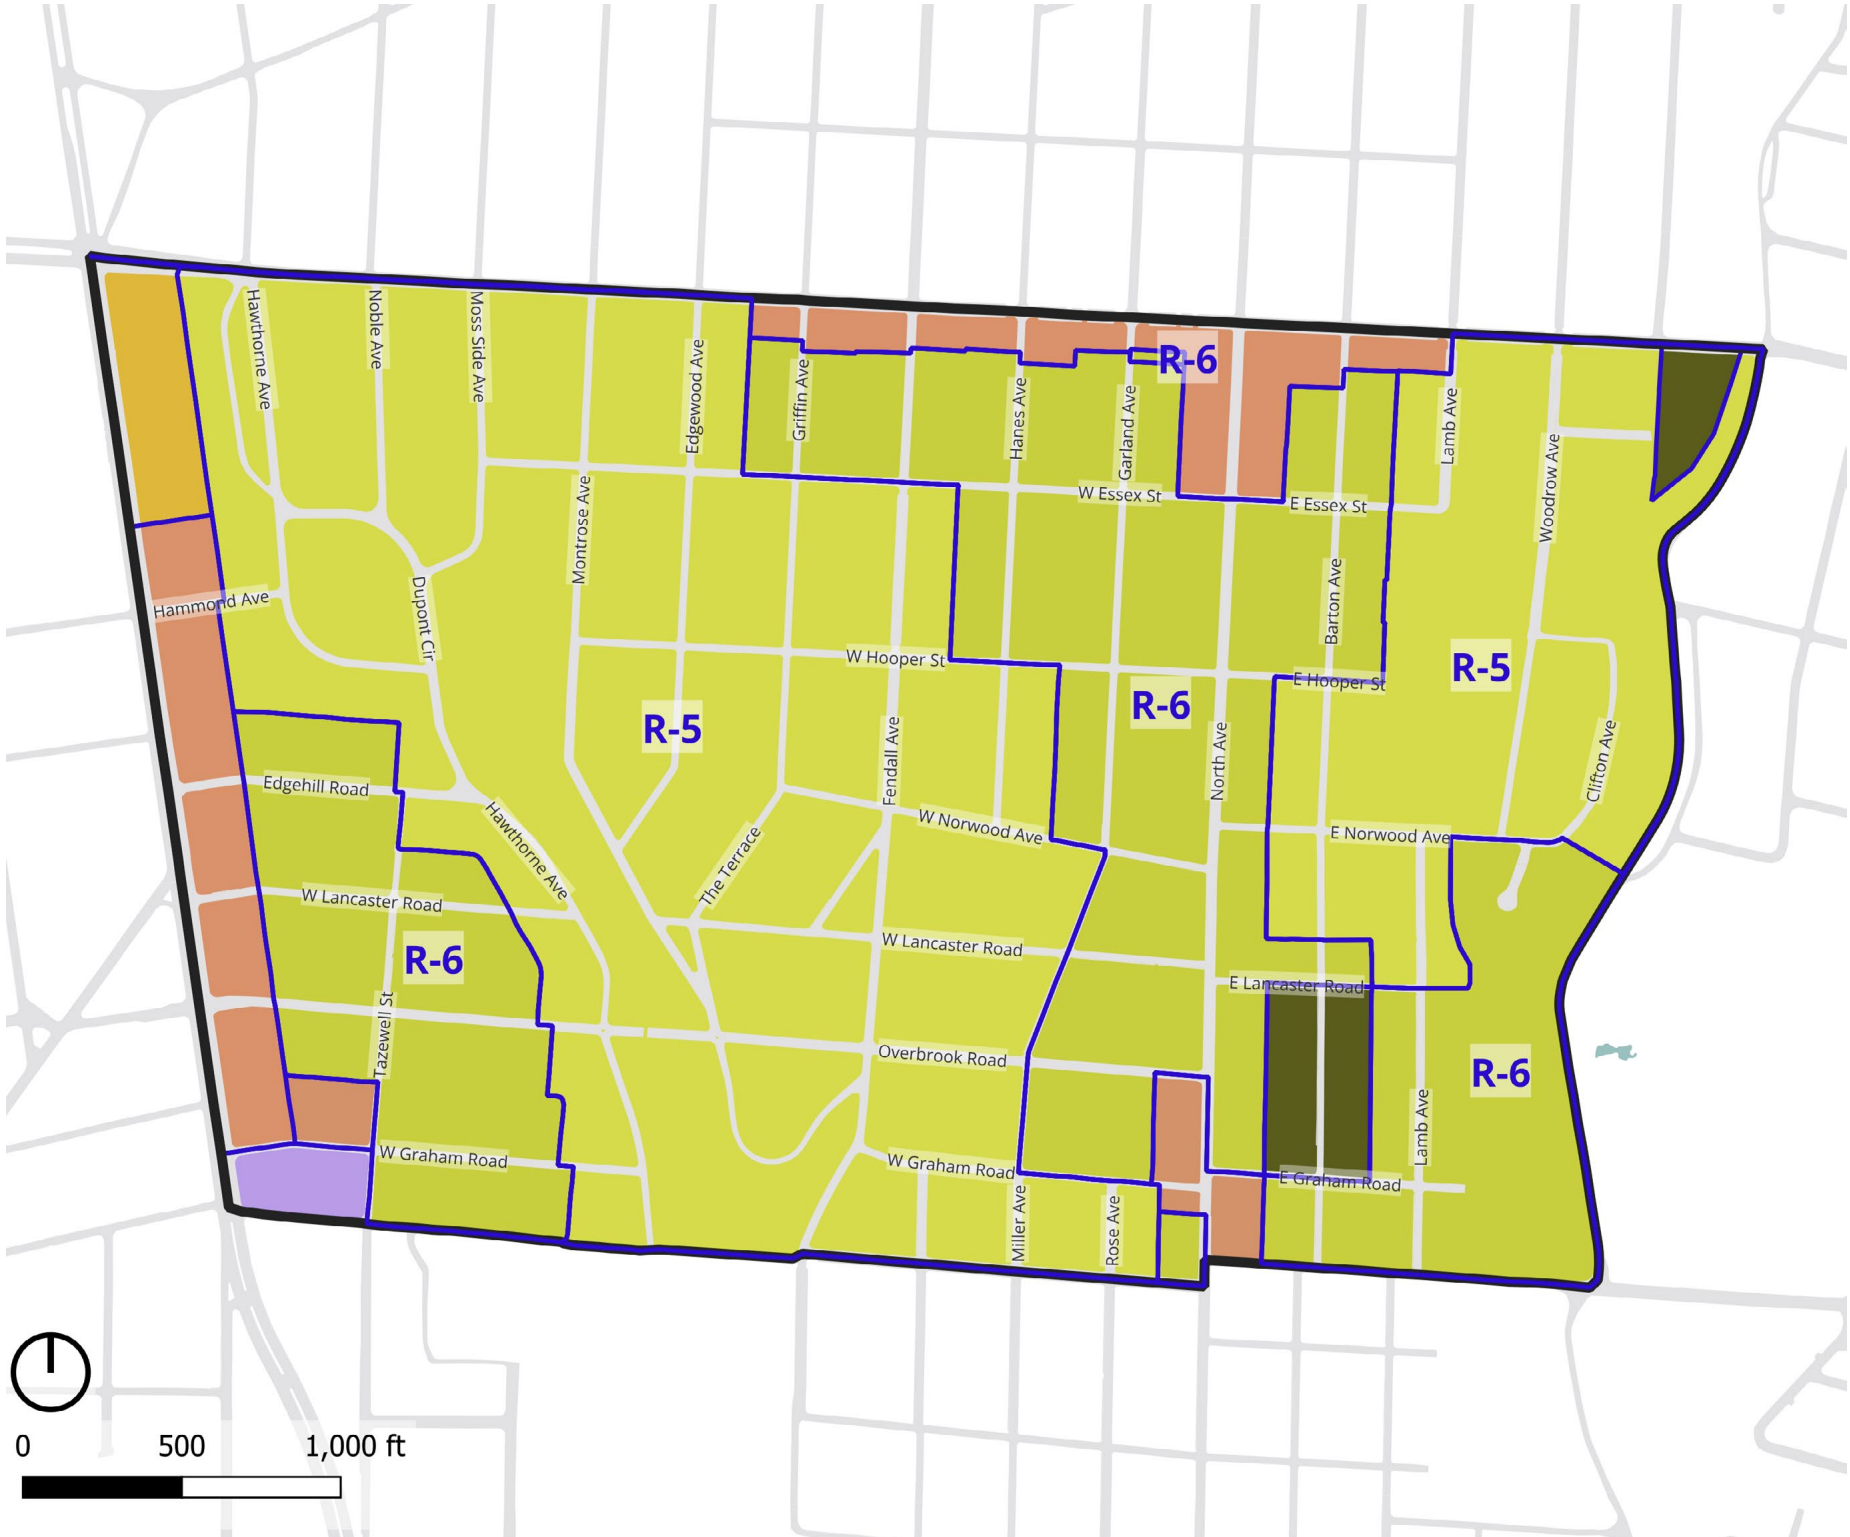 Hawthorne Ave
Noble Ave
Moss Side Ave
Edgewood Ave
Griffin Ave
R-6
Hanes Ave
Garland Ave
Lamb Ave
Woodrow Ave
Montrose Ave
W Essex St
E Essex St
Hammond Ave
Dupont Cir
Barton Ave
W Hooper St
E Hooper St
R-5
R-5
R-6
Fendall Ave
North Ave
Clifton Ave
Edgehill Road
Hawthorne Ave
The Terrace
W Norwood Ave
E Norwood Ave
W Lancaster Road
W Lancaster Road
R-6
E Lancaster Road
Tazewell St
Overbrook Road
R-6
Lamb Ave
W Graham Road
W Graham Road
E Graham Road
Miller Ave
Rose Ave
0 500 1,000 ft